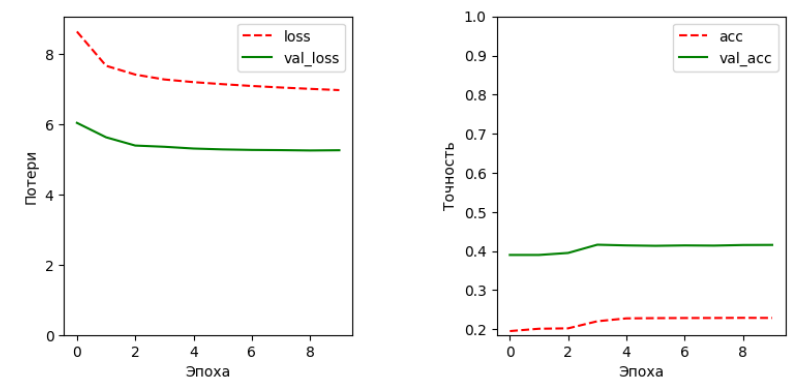 loss
val_loss
8
6
4
2
0
Потери
0 2 4 6 8
Эпоха
acc
val_acc
1.0
0.9
0.8
0.7
0.6
0.5
0.4
0.3
0.2
Точность
0 2 4 6 8
Эпоха